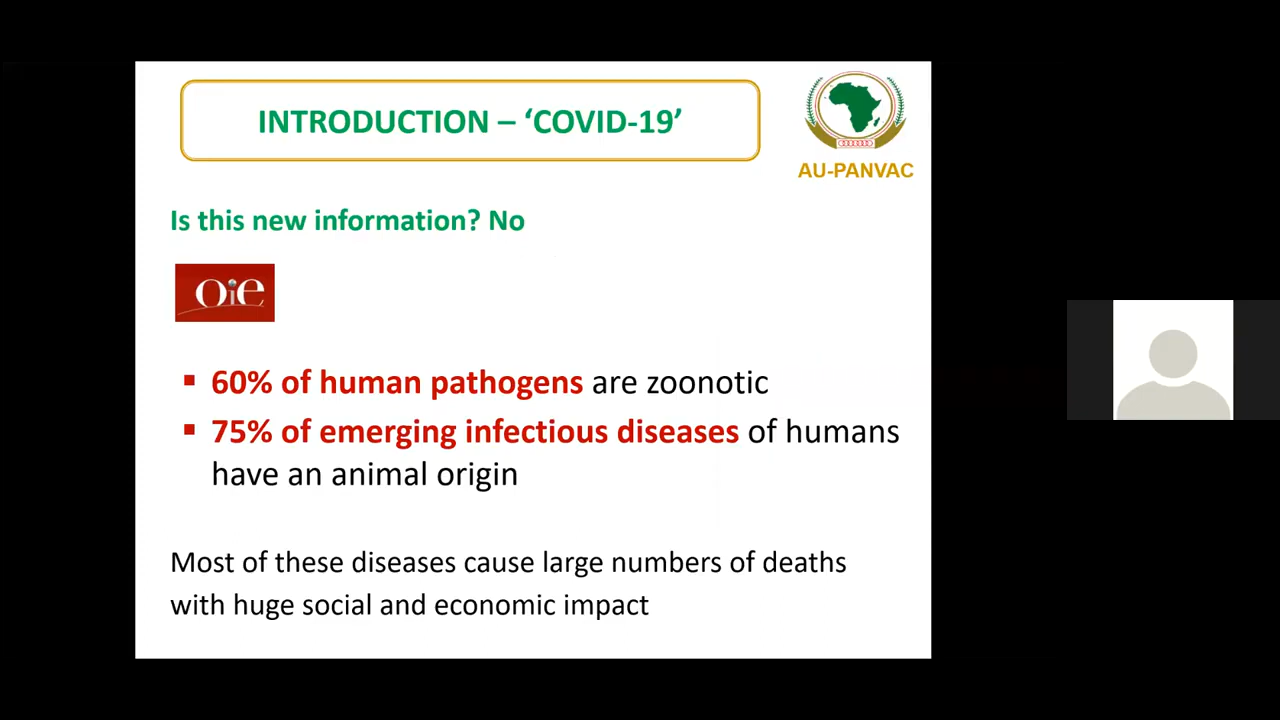 INTRODUCTION – ‘COVID-19’
AU-PANVAC
Is this new information? No
OiE
▪ 60% of human pathogens are zoonotic
▪ 75% of emerging infectious diseases of humans
have an animal origin
Most of these diseases cause large numbers of deaths
with huge social and economic impact